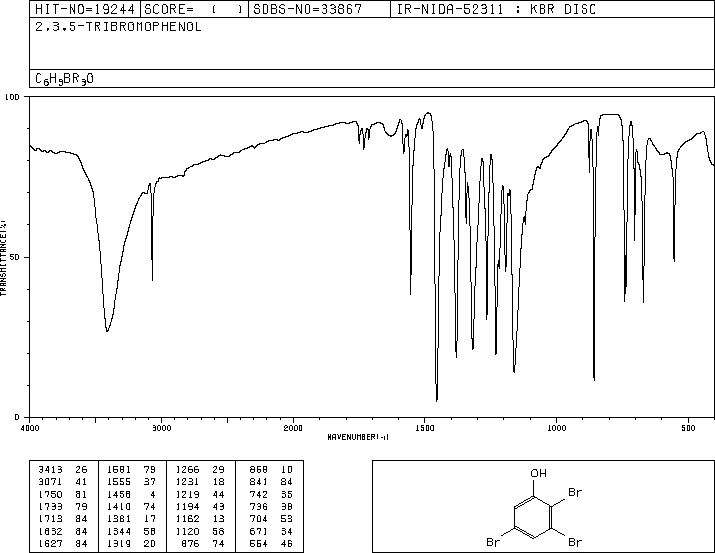 HIT-NO=19244 SCORE= ( ) SDBS-NO=33867 IR-NIDA-52311 : KBR DISC
2,3,5-TRIBROMOPHENOL
C6H3BR3O
100
50
0
TRANSMITTANCE(%)
4000 3000 2000 1500 1000 500
WAVENUMBER(-1)
3413 26 1581 79 1266 29 858 10
3071 41 1555 37 1231 18 841 84
1750 81 1458 4 1219 44 742 35
1733 79 1410 74 1194 43 736 38
1713 84 1381 17 1162 13 704 53
1632 84 1344 58 1120 58 671 34
1627 84 1319 20 876 74 554 46
OH
Br
Br
Br